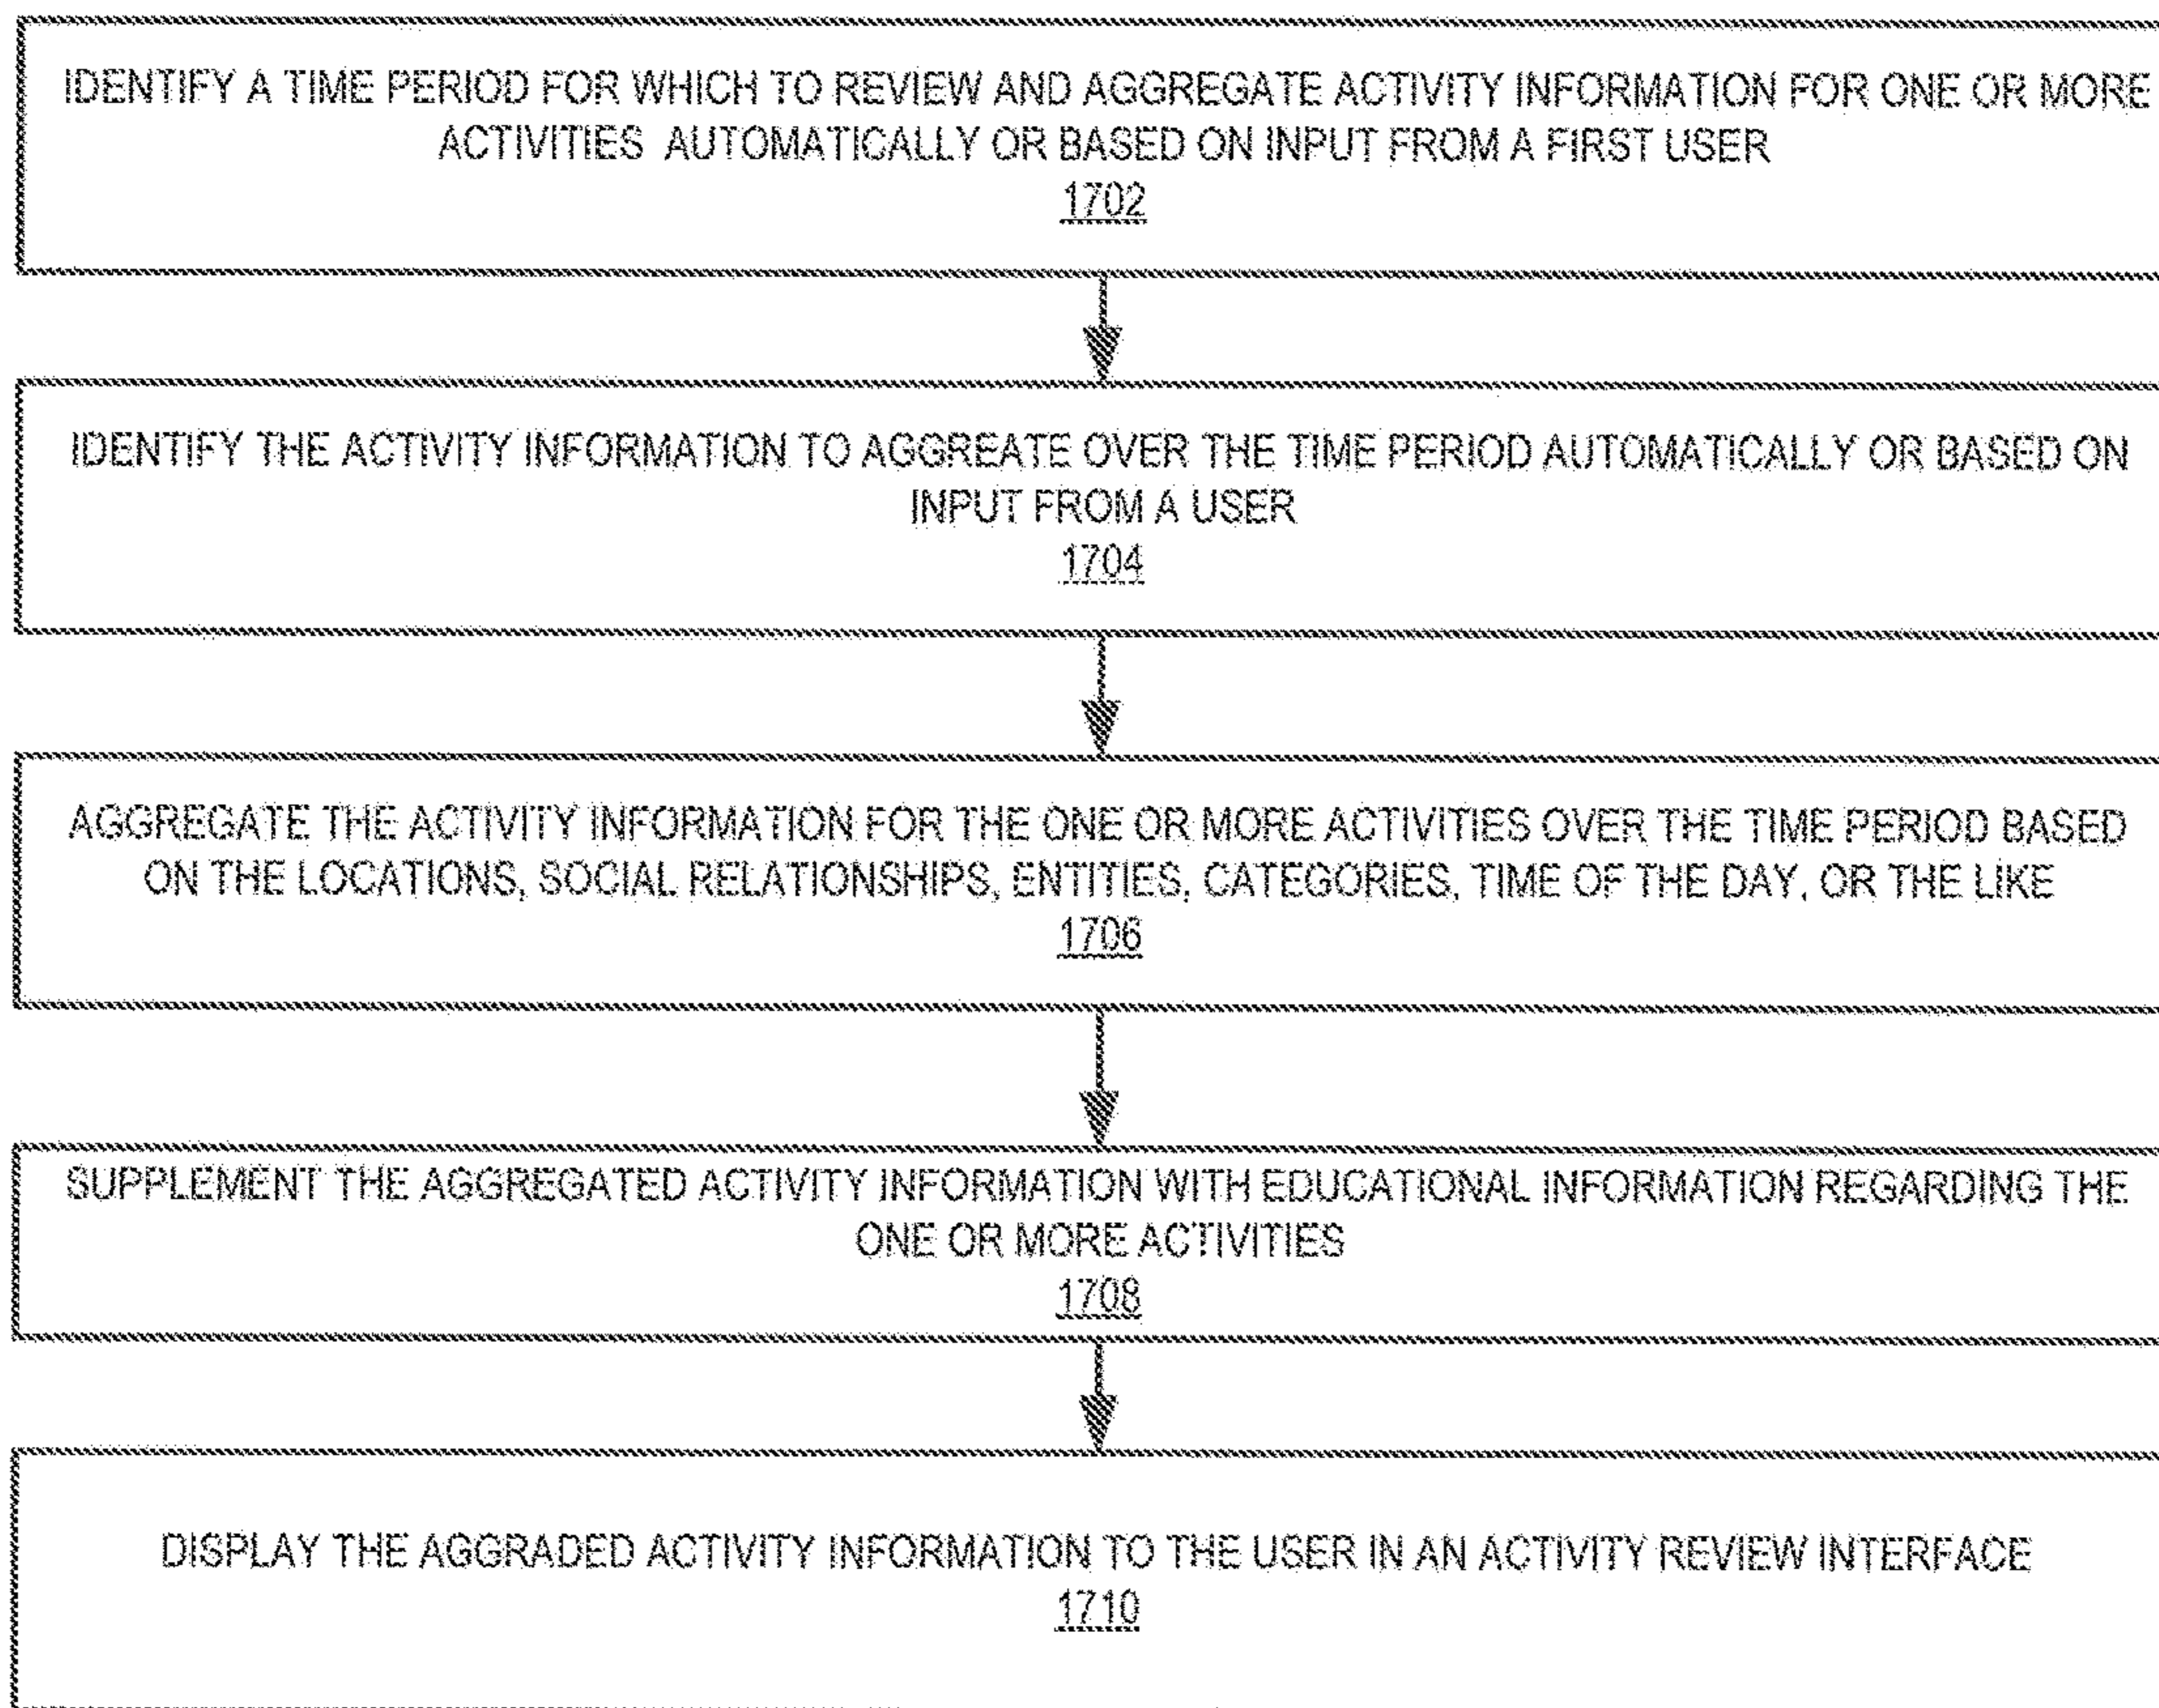 IDENTIFY A TIME PERIOD FOR WHICH TO REVIEW AND AGGREGATE ACTIVITY INFORMATION FOR ONE OR MORE
ACTIVITIES AUTOMATICALLY OR BASED ON INPUT FROM A FIRST USER
1702
IDENTIFY THE ACTIVITY INFORMATION TO AGGREATE OVER THE TIME PERIOD AUTOMATICALLY OR BASED ON
INPUT FROM A USER
1704
AGGREGATE THE ACTIVITY INFORMATION FOR THE ONE OR MORE ACTIVITIES OVER THE TIME PERIOD BASED
ON THE LOCATIONS, SOCIAL RELATIONSHIPS, ENTITIES, CATEGORIES, TIME OF THE DAY, OR THE LIKE
1706
SUPPLEMENT THE AGGREGATED ACTIVITY INFORMATION WITH EDUCATIONAL INFORMATION REGARDING THE
ONE OR MORE ACTIVITIES
1708
DISPLAY THE AGGRADED ACTIVITY INFORMATION TO THE USER IN AN ACTIVITY REVIEW INTERFACE
1710